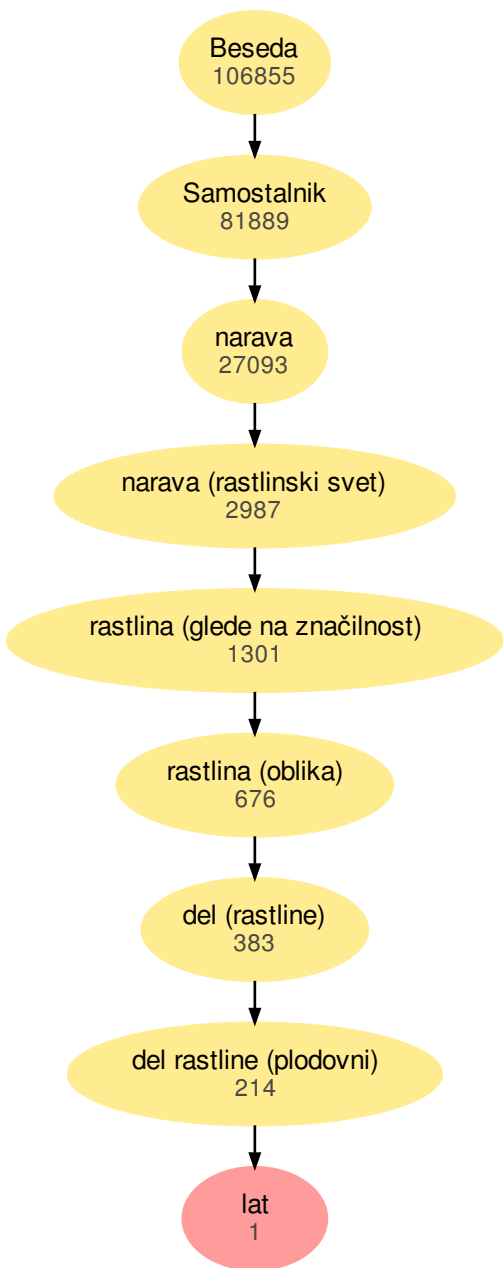 Beseda
106855
Samostalnik
81889
narava
27093
narava (rastlinski svet)
2987
rastlina (glede na značilnost)
1301
rastlina (oblika)
676
del (rastline)
383
del rastline (plodovni)
214
lat
1